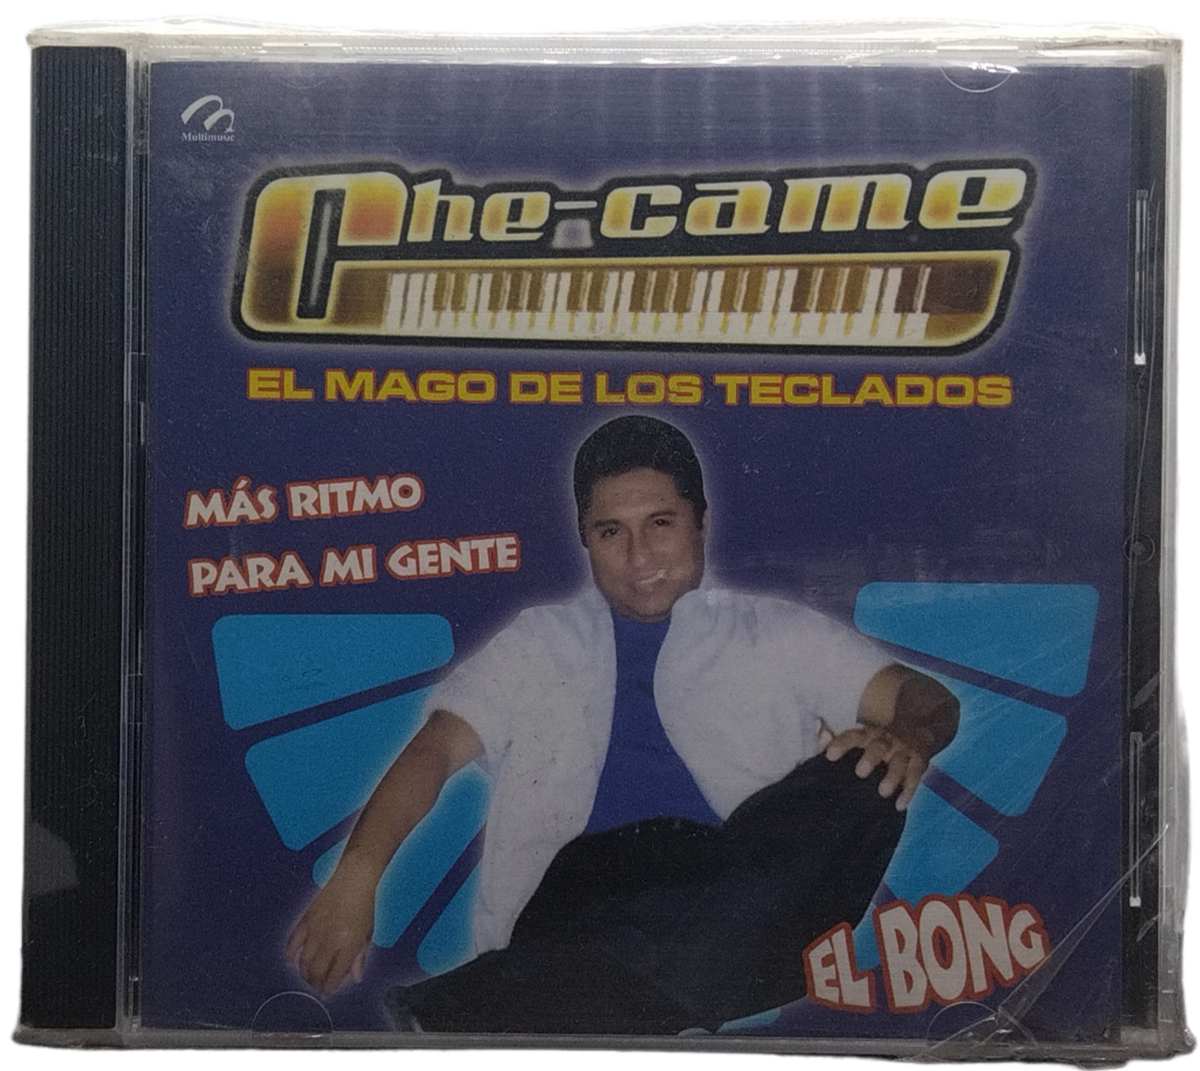 Multimusic
Che-came
EL MAGO DE LOS TECLADOS
MÁS RITMO
PARA MI GENTE
EL BONG